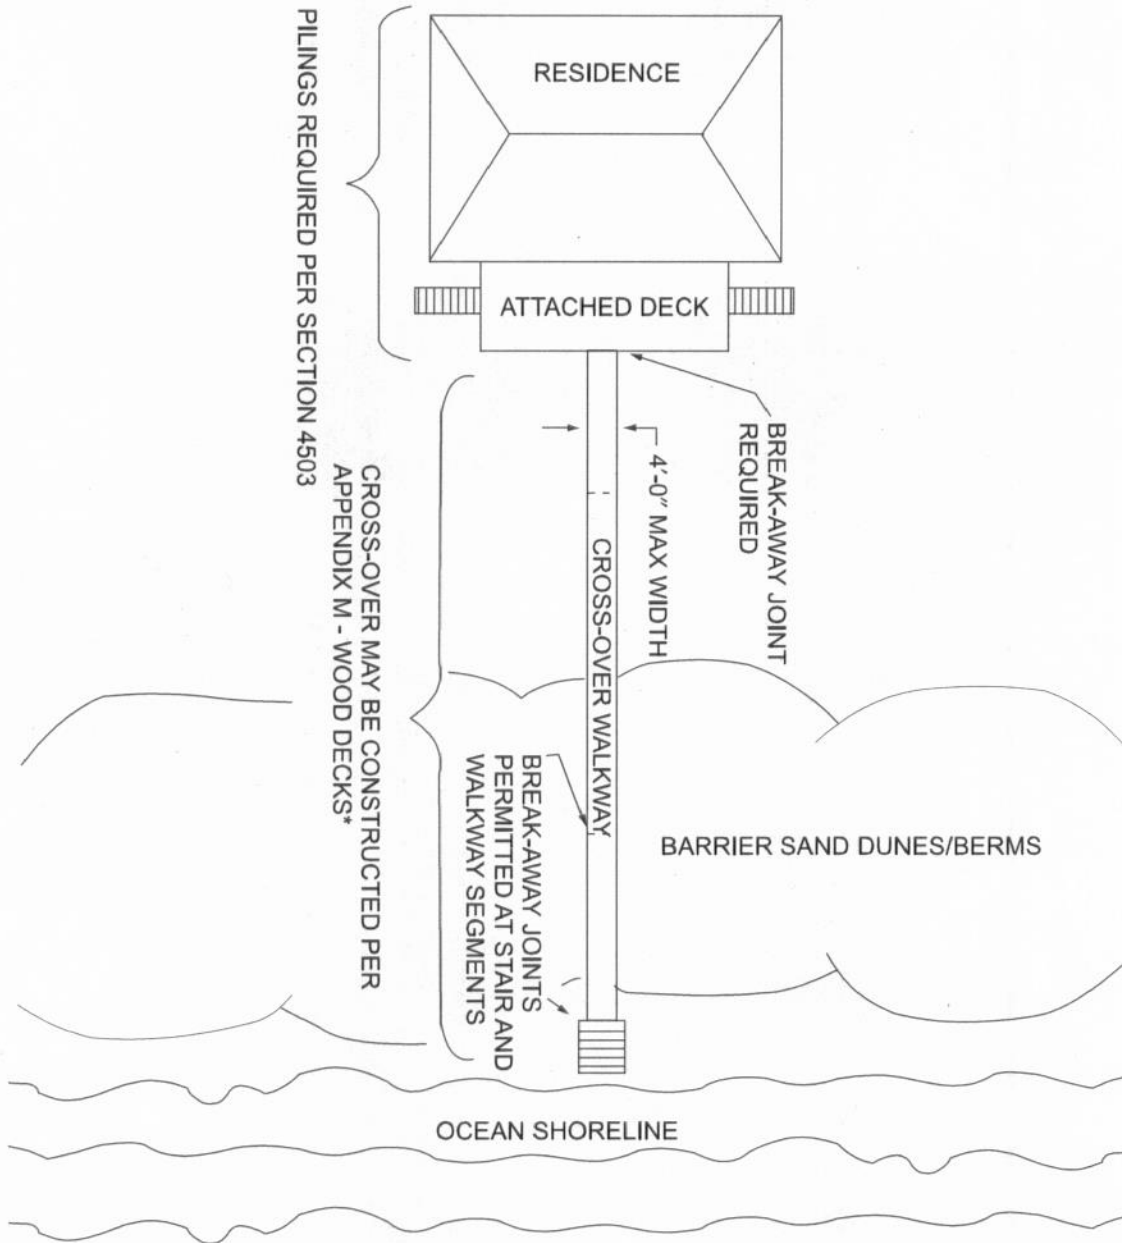 RESIDENCE
ATTACHED DECK
PILINGS REQUIRED PER SECTION 4503
BREAK-AWAY JOINT
REQUIRED
4'-0" MAX WIDTH
CROSS-OVER WALKWAY
CROSS-OVER MAY BE CONSTRUCTED PER
APPENDIX M - WOOD DECKS*
BREAK-AWAY JOINTS
PERMITTED AT STAIR AND
WALKWAY SEGMENTS
BARRIER SAND DUNES/BERMS
OCEAN SHORELINE